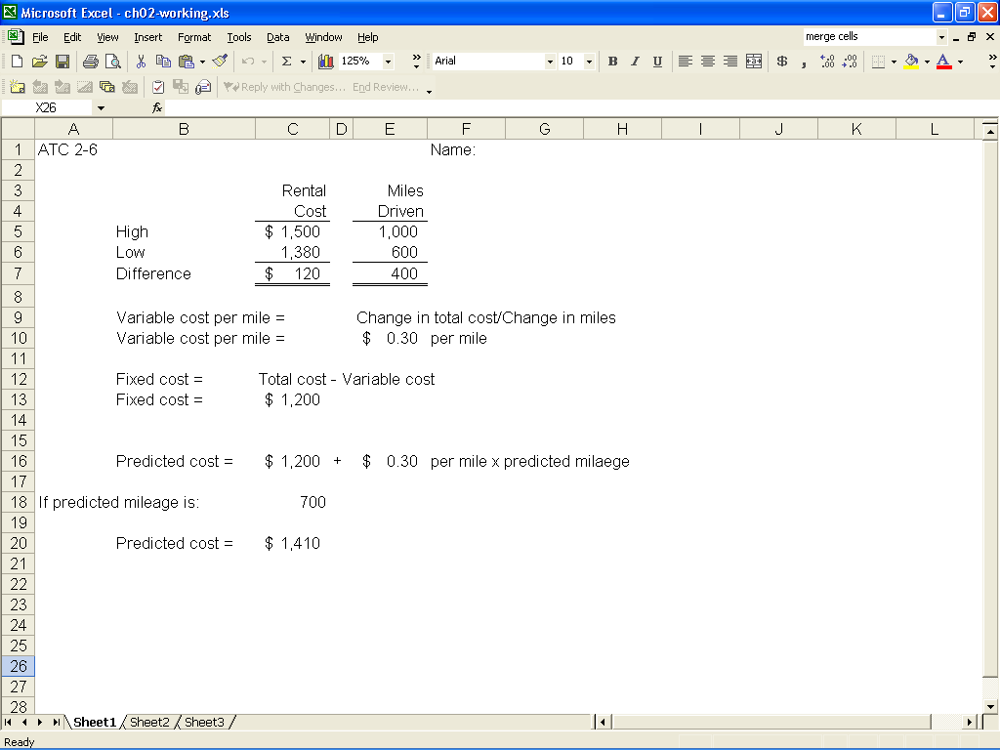 Microsoft Excel - ch02-working.xls
File Edit View Insert Format Tools Data Window Help merge cells
Σ 125% Arial 10 B I U $ , .00 .00
Reply with Changes... End Review...
X26 fx
A B C D E F G H I J K L
1 ATC 2-6 Name:
2
3 Rental Miles
4 Cost Driven
5 High $ 1,500 1,000
6 Low 1,380 600
7 Difference $ 120 400
8
9 Variable cost per mile = Change in total cost/Change in miles
10 Variable cost per mile = $ 0.30 per mile
11
12 Fixed cost = Total cost - Variable cost
13 Fixed cost = $ 1,200
14
15
16 Predicted cost = $ 1,200 + $ 0.30 per mile x predicted milaege
17
18 If predicted mileage is: 700
19
20 Predicted cost = $ 1,410
21
22
23
24
25
26
27
28
Sheet1 Sheet2 Sheet3
Ready